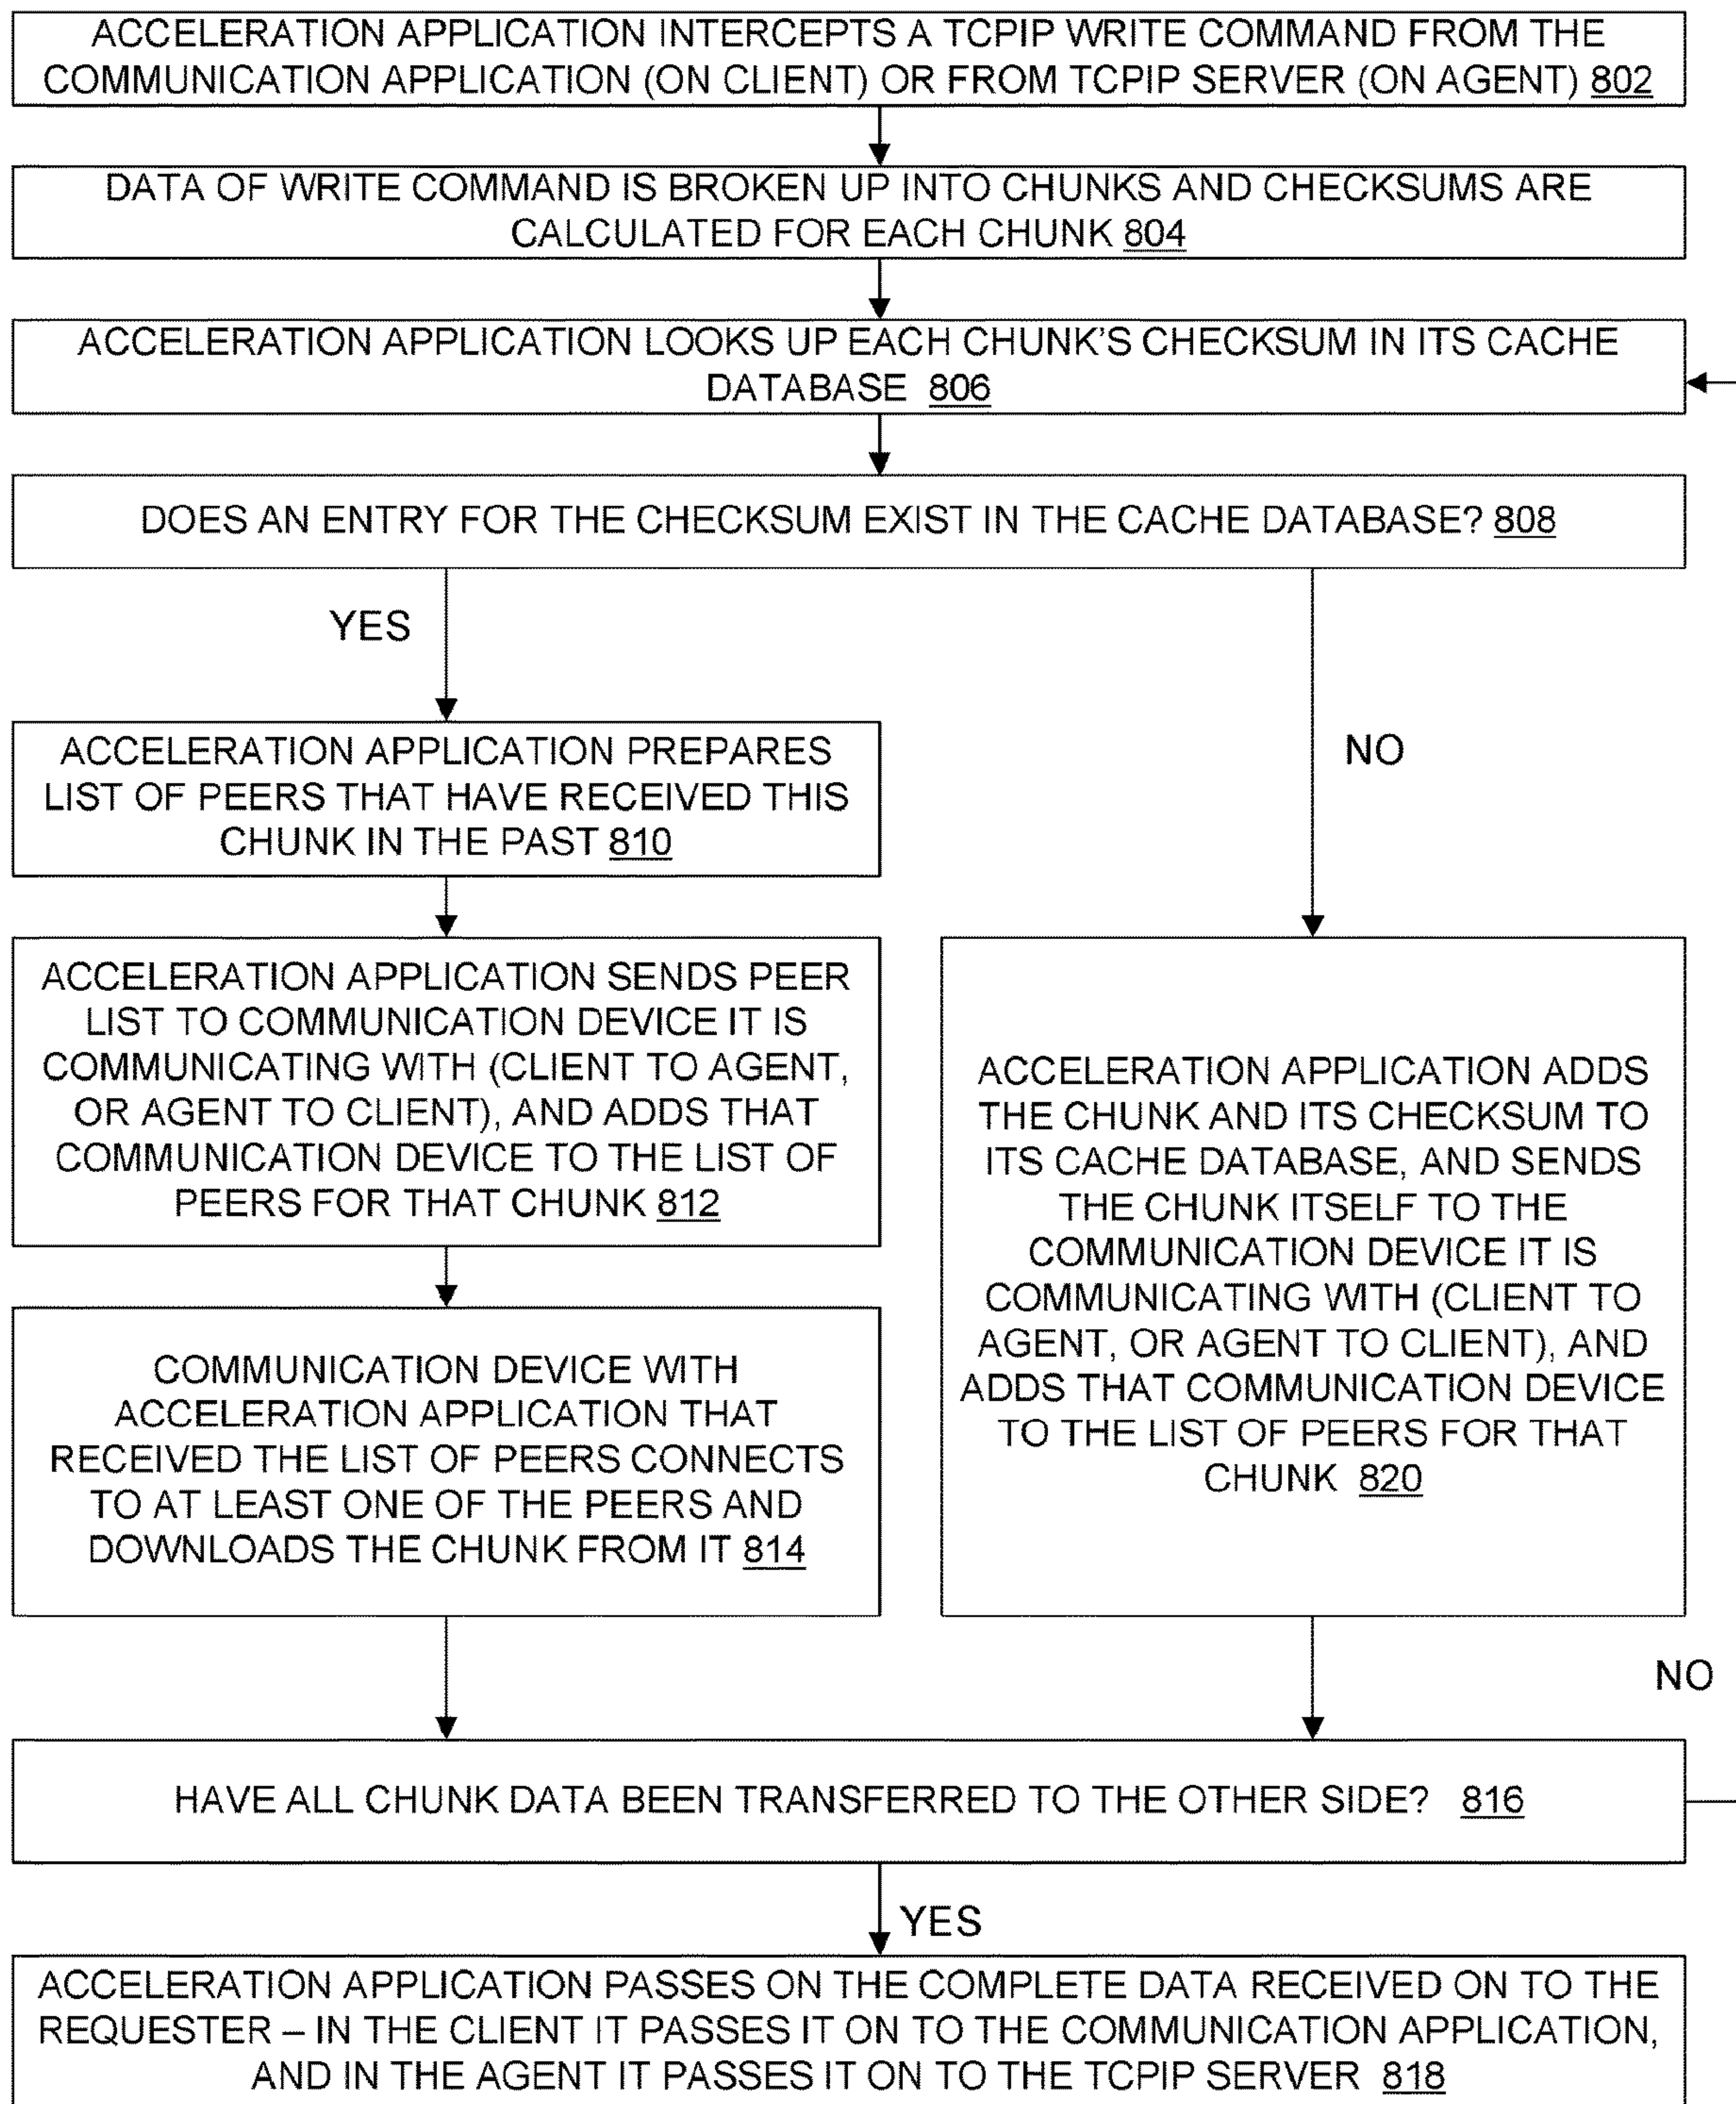 ACCELERATION APPLICATION INTERCEPTS A TCPIP WRITE COMMAND FROM THE
COMMUNICATION APPLICATION (ON CLIENT) OR FROM TCPIP SERVER (ON AGENT) 802
DATA OF WRITE COMMAND IS BROKEN UP INTO CHUNKS AND CHECKSUMS ARE
CALCULATED FOR EACH CHUNK 804
ACCELERATION APPLICATION LOOKS UP EACH CHUNK'S CHECKSUM IN ITS CACHE
DATABASE 806
DOES AN ENTRY FOR THE CHECKSUM EXIST IN THE CACHE DATABASE? 808
YES
NO
ACCELERATION APPLICATION PREPARES
LIST OF PEERS THAT HAVE RECEIVED THIS
CHUNK IN THE PAST 810
ACCELERATION APPLICATION SENDS PEER
LIST TO COMMUNICATION DEVICE IT IS
COMMUNICATING WITH (CLIENT TO AGENT,
OR AGENT TO CLIENT), AND ADDS THAT
COMMUNICATION DEVICE TO THE LIST OF
PEERS FOR THAT CHUNK 812
COMMUNICATION DEVICE WITH
ACCELERATION APPLICATION THAT
RECEIVED THE LIST OF PEERS CONNECTS
TO AT LEAST ONE OF THE PEERS AND
DOWNLOADS THE CHUNK FROM IT 814
ACCELERATION APPLICATION ADDS
THE CHUNK AND ITS CHECKSUM TO
ITS CACHE DATABASE, AND SENDS
THE CHUNK ITSELF TO THE
COMMUNICATION DEVICE IT IS
COMMUNICATING WITH (CLIENT TO
AGENT, OR AGENT TO CLIENT), AND
ADDS THAT COMMUNICATION DEVICE
TO THE LIST OF PEERS FOR THAT
CHUNK 820
NO
HAVE ALL CHUNK DATA BEEN TRANSFERRED TO THE OTHER SIDE? 816
YES
ACCELERATION APPLICATION PASSES ON THE COMPLETE DATA RECEIVED ON TO THE
REQUESTER – IN THE CLIENT IT PASSES IT ON TO THE COMMUNICATION APPLICATION,
AND IN THE AGENT IT PASSES IT ON TO THE TCPIP SERVER 818